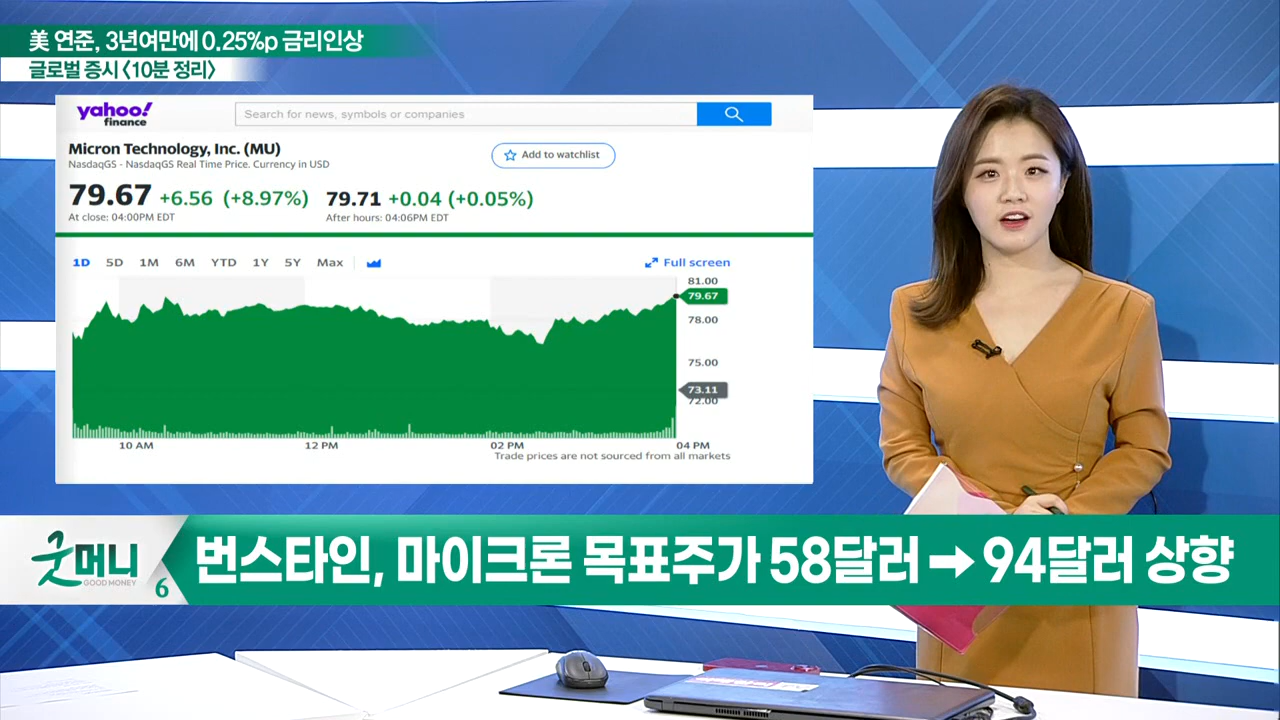 美 연준, 3년여만에 0.25%p 금리인상
글로벌 증시 <10분 정리>
yahoo!
finance
Search for news, symbols or companies
Micron Technology, Inc. (MU)
NasdaqGS - NasdaqGS Real Time Price. Currency in USD
Add to watchlist
79.67 +6.56 (+8.97%) 79.71 +0.04 (+0.05%)
At close: 04:00PM EDT After hours: 04:06PM EDT
1D 5D 1M 6M YTD 1Y 5Y Max Full screen
81.00
79.67
78.00
75.00
73.11
72.00
10 AM 12 PM 02 PM 04 PM
Trade prices are not sourced from all markets
굿머니
GOOD MONEY
6
번스타인, 마이크론 목표주가 58달러 → 94달러 상향